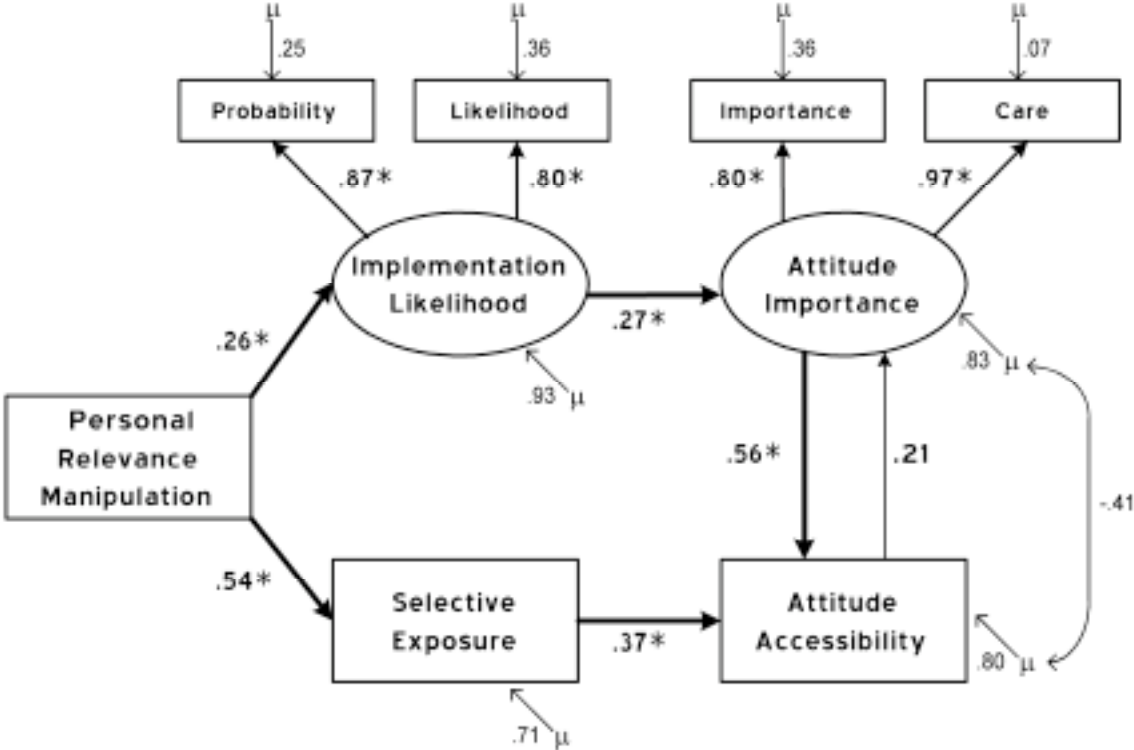 μ μ μ μ
.25 .36 .36 .07
Probability Likelihood Importance Care
.87* .80* .80* .97*
Implementation
Likelihood
Attitude
Importance
.27*
.26*
.93 μ
.83 μ
Personal
Relevance
Manipulation
.56* .21
-.41
.54*
Selective
Exposure
.37*
Attitude
Accessibility
.80 μ
.71 μ